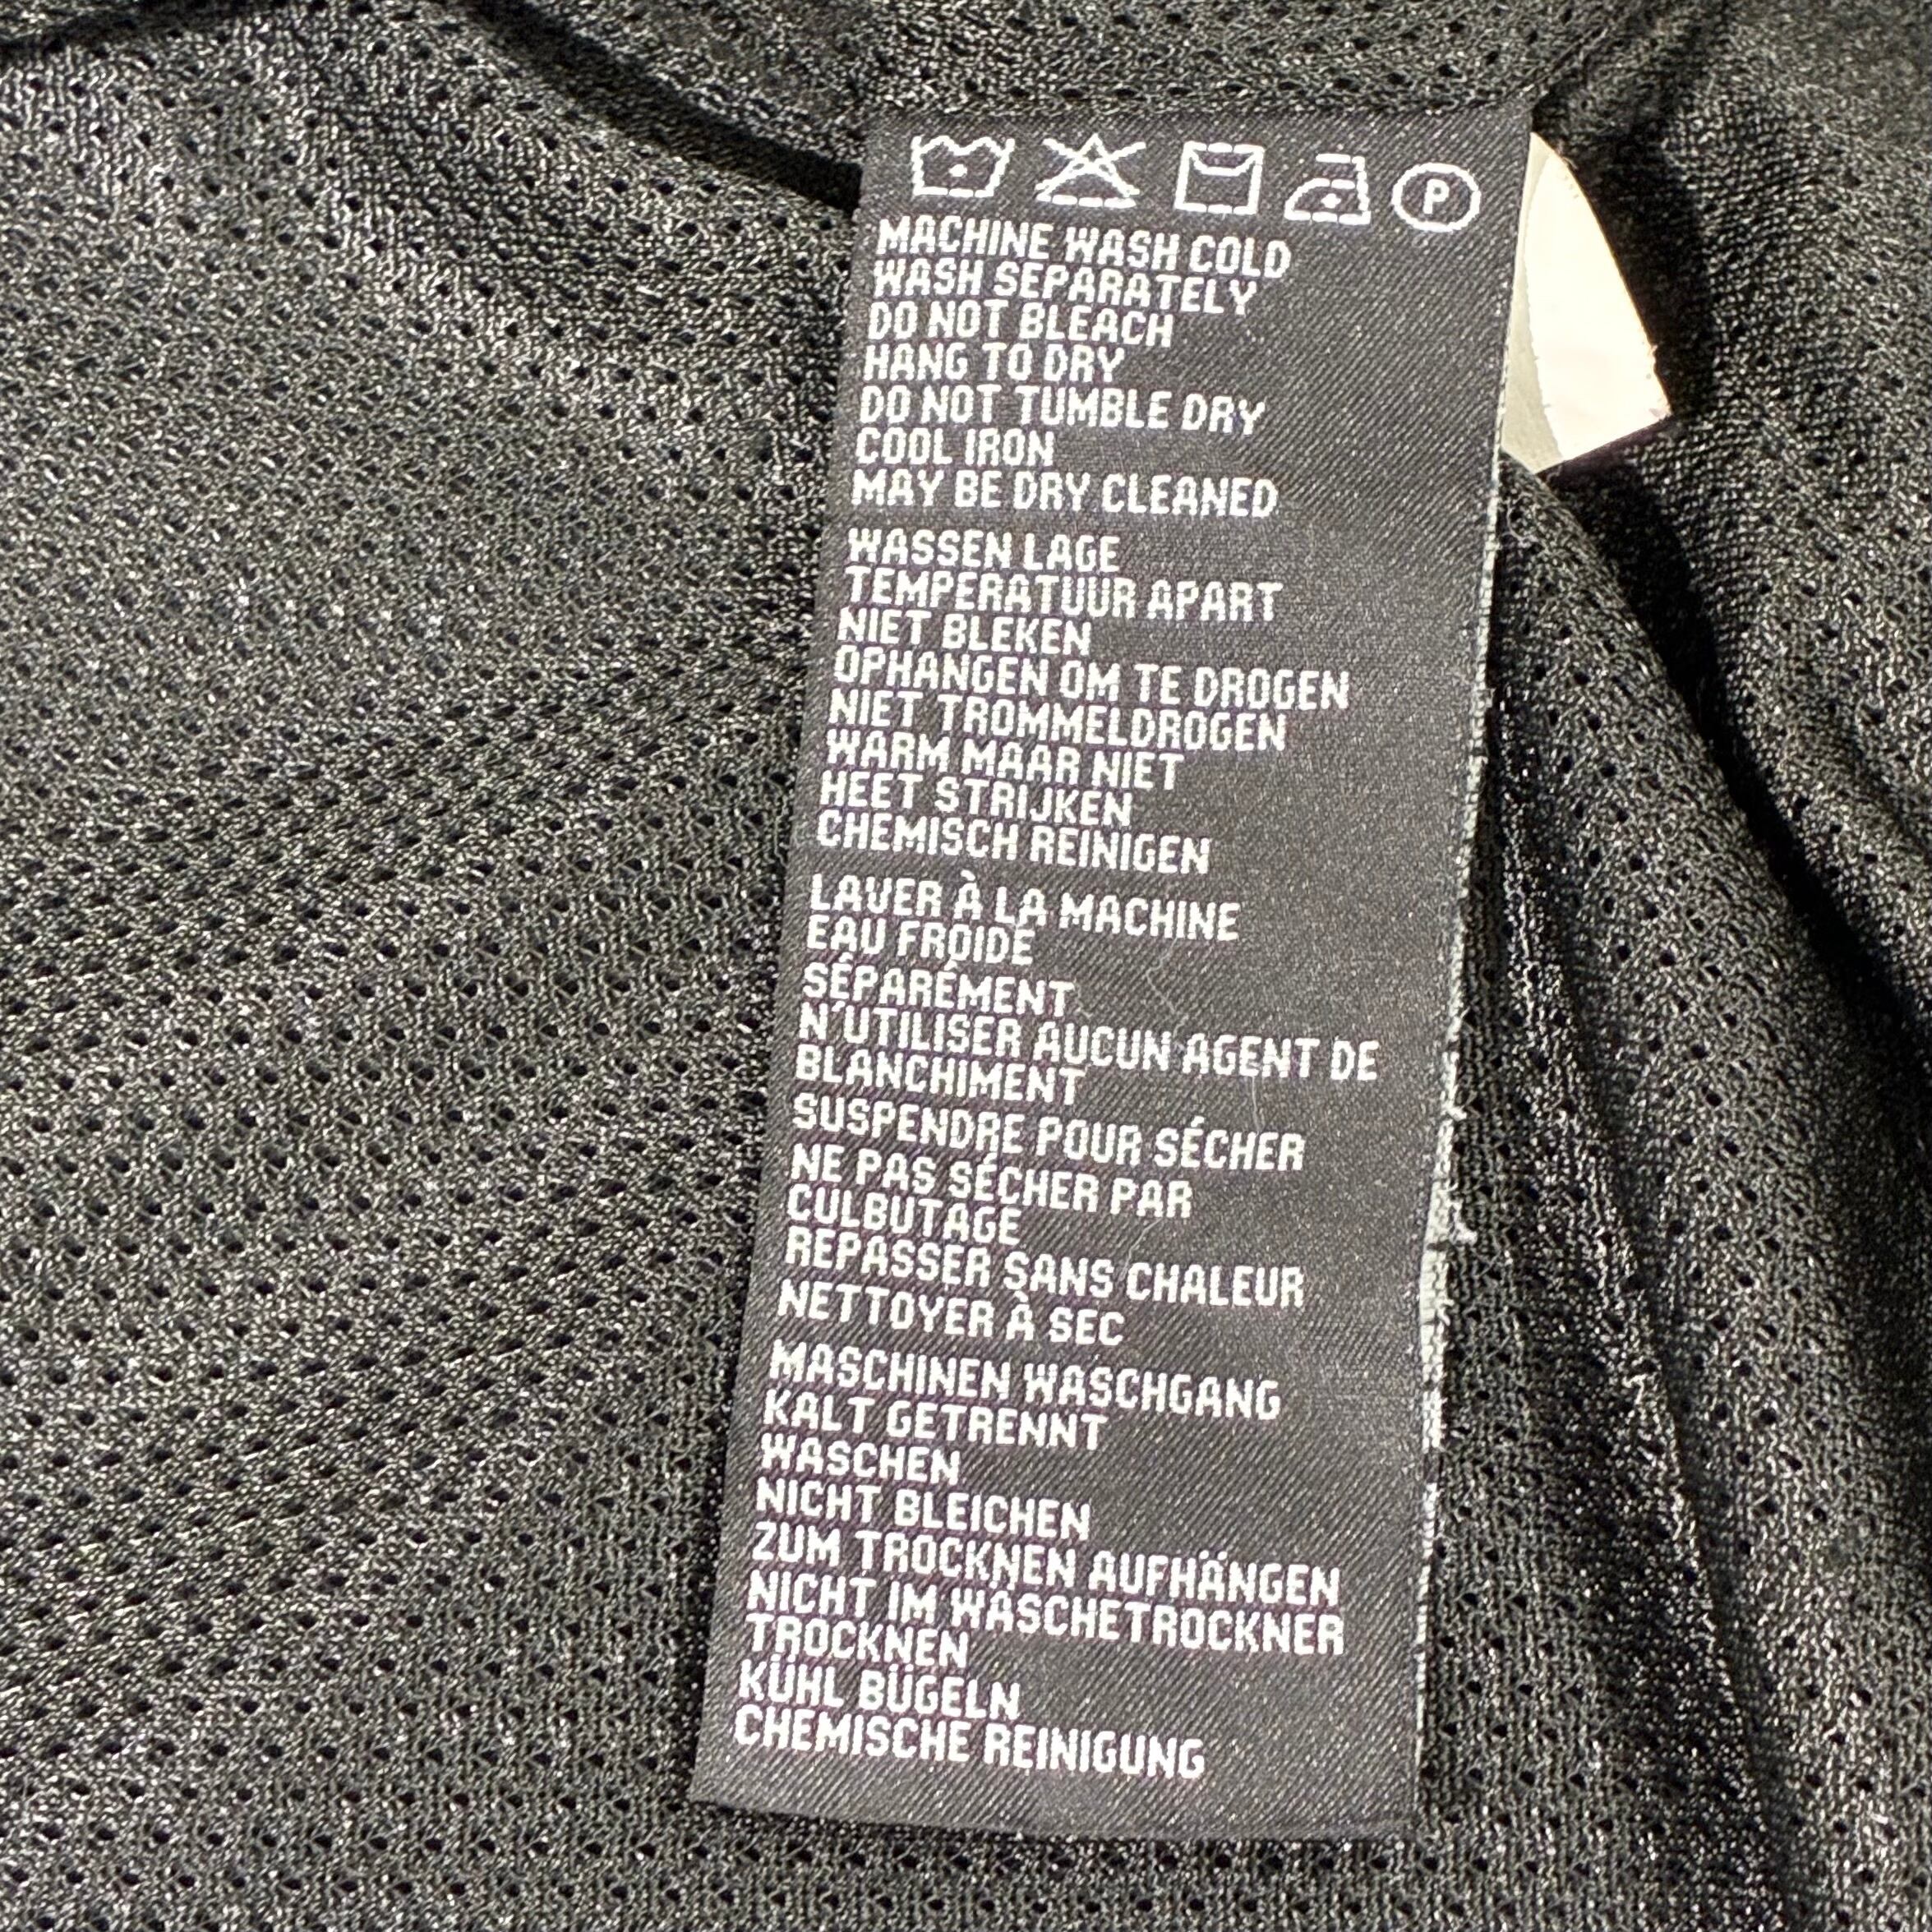 P
MACHINE WASH COLD
WASH SEPARATELY
DO NOT BLEACH
HANG TO DRY
DO NOT TUMBLE DRY
COOL IRON
MAY BE DRY CLEANED
WASSEN LAGE
TEMPERATUUR APART
NIET BLEKEN
OPHANGEN OM TE DROGEN
NIET TROMMELDROGEN
WARM MAAR NIET
HEET STRIJKEN
CHEMISCH REINIGEN
LAVER À LA MACHINE
EAU FROIDE
SÉPARÉMENT
N'UTILISER AUCUN AGENT DE
BLANCHIMENT
SUSPENDRE POUR SÉCHER
NE PAS SÉCHER PAR
CULBUTAGE
REPASSER SANS CHALEUR
NETTOYER À SEC
MASCHINEN WASCHGANG
KALT GETRENNT
WASCHEN
NICHT BLEICHEN
ZUM TROCKNEN AUFHÄNGEN
NICHT IM WASCHETROCKNER
TROCKNEN
KÜHL BÜGELN
CHEMISCHE REINIGUNG